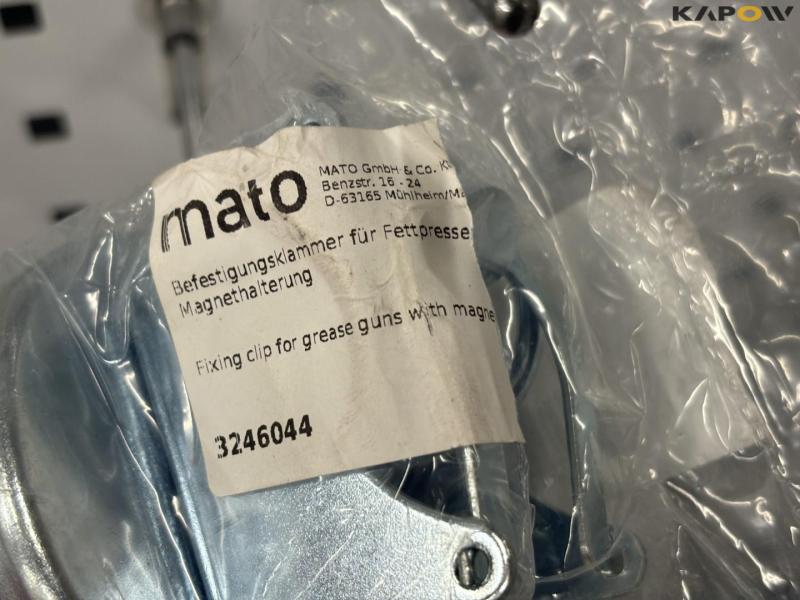 KAPOW
mato
MATO GmbH & Co. K
Benzstr. 16 - 24
D-63165 Mühlheim/Ma
Befestigungsklammer für Fettpresse
Magnethalterung
Fixing clip for grease guns with magne
3246044